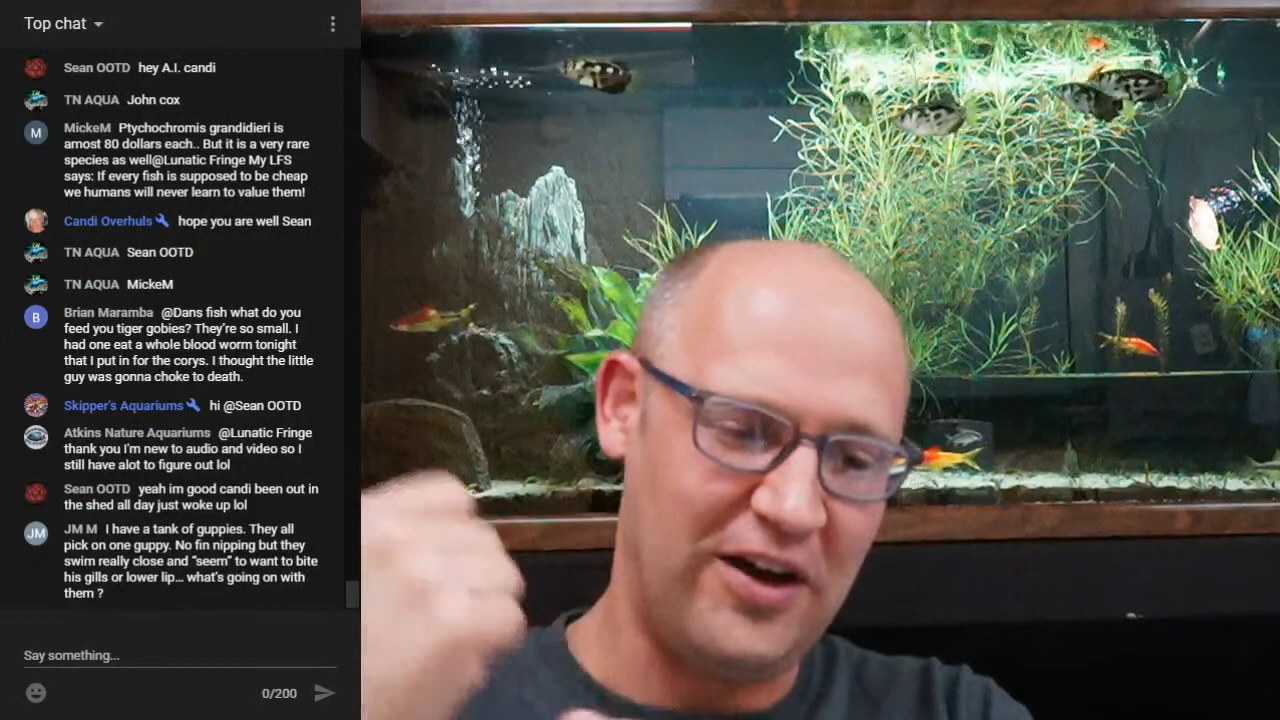 Top chat
Sean OOTD hey A.I. candi
TN AQUA John cox
MickeM Ptychochromis grandidieri is
amost 80 dollars each.. But it is a very rare
species as well@Lunatic Fringe My LFS
says: If every fish is supposed to be cheap
we humans will never learn to value them!
Candi Overhuls hope you are well Sean
TN AQUA Sean OOTD
TN AQUA MickeM
Brian Maramba @Dans fish what do you
feed you tiger gobies? They're so small. I
had one eat a whole blood worm tonight
that I put in for the corys. I thought the little
guy was gonna choke to death.
Skipper's Aquariums hi @Sean OOTD
Atkins Nature Aquariums @Lunatic Fringe
thank you I'm new to audio and video so I
still have alot to figure out lol
Sean OOTD yeah im good candi been out in
the shed all day just woke up lol
JM M I have a tank of guppies. They all
pick on one guppy. No fin nipping but they
swim really close and “seem” to want to bite
his gills or lower lip… what's going on with
them ?
Say something...
0/200
M
B
JM